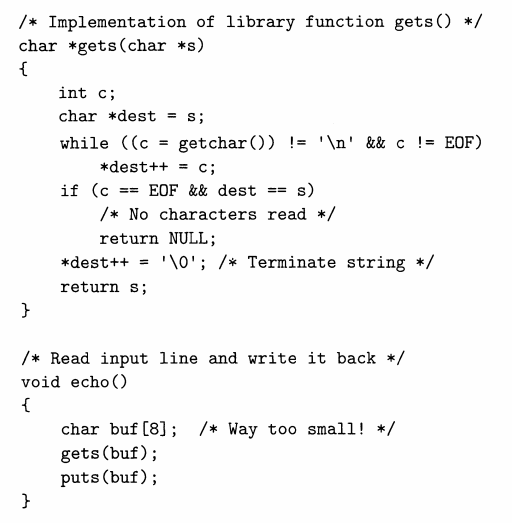 /* Implementation of library function gets() */
char *gets(char *s)
{
    int c;
    char *dest = s;
    while ((c = getchar()) != '\n' && c != EOF)
        *dest++ = c;
    if (c == EOF && dest == s)
        /* No characters read */
        return NULL;
    *dest++ = '\0'; /* Terminate string */
    return s;
}

/* Read input line and write it back */
void echo()
{
    char buf[8];  /* Way too small! */
    gets(buf);
    puts(buf);
}